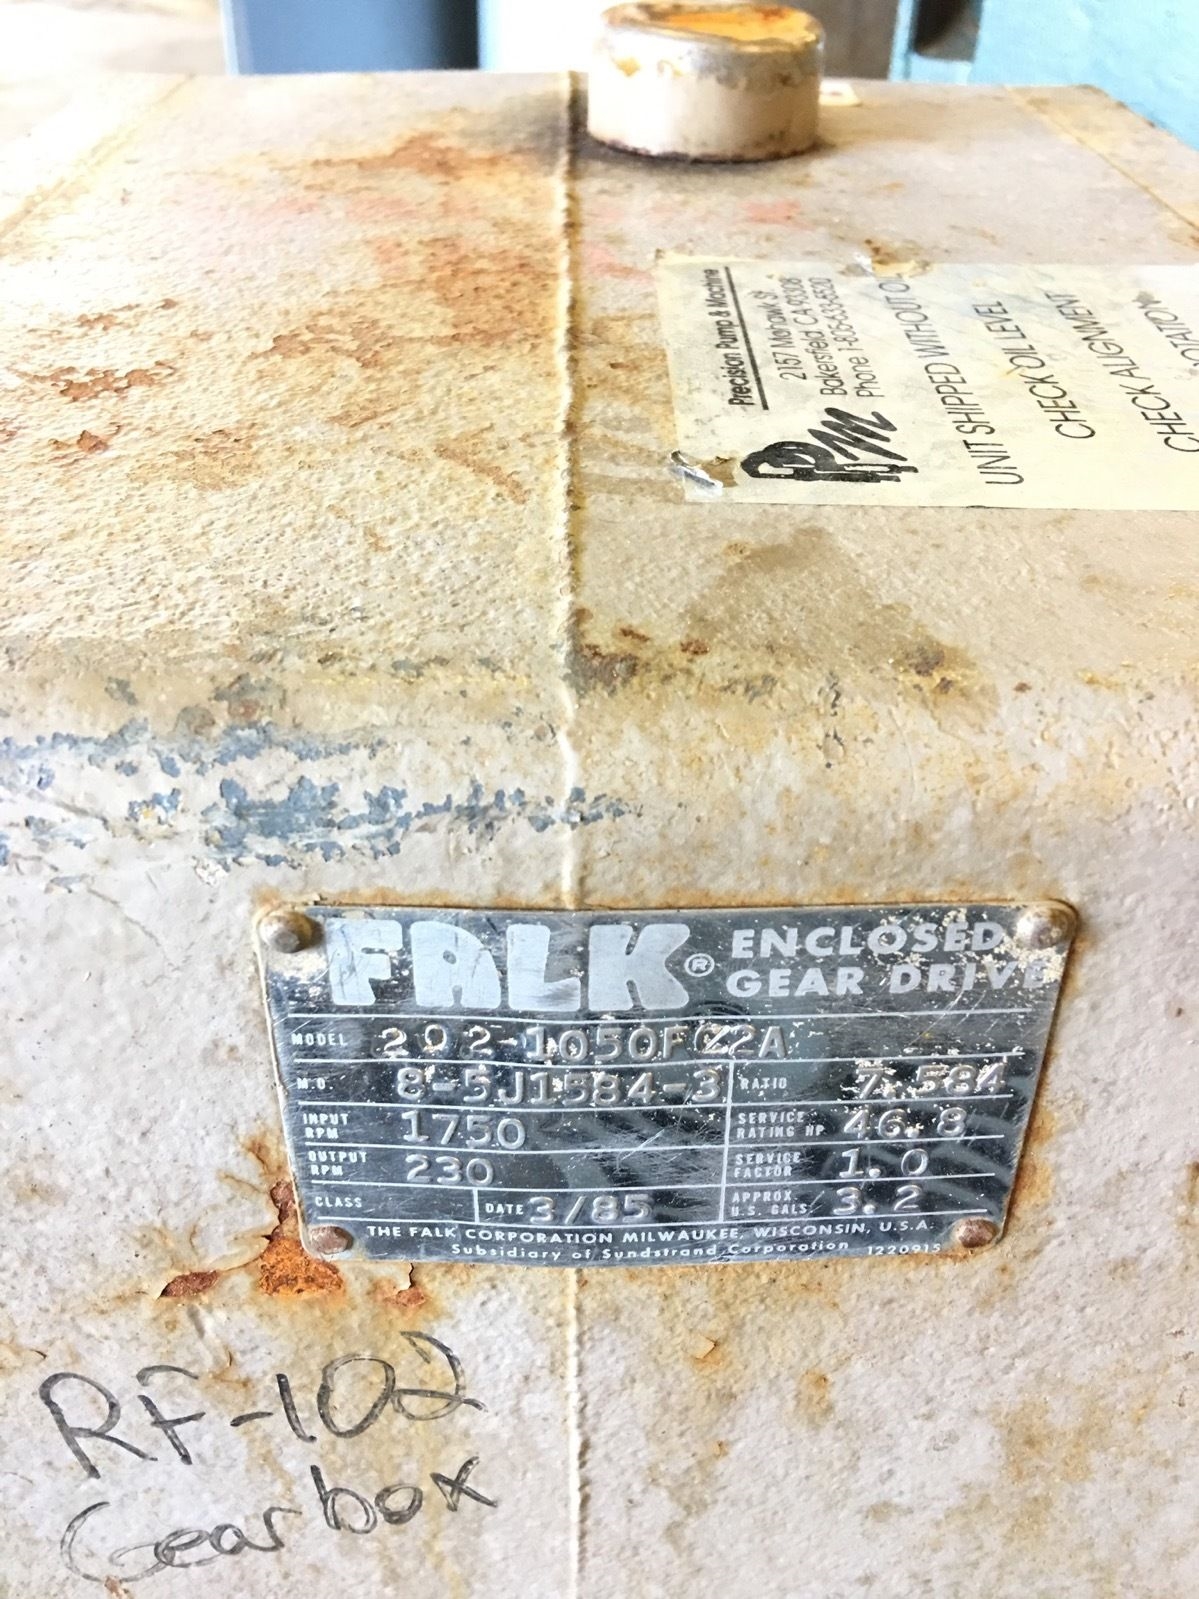 Precision Pump & Machine
2157 Mohawk St.
Bakersfield, CA 93308
PPM
UNIT SHIPPED WITHOUT
CHECK OIL LEVEL
CHECK ALIGNMENT
FALK® ENCLOSED
GEAR DRIVE
MODEL 202-1050FCZ2A
M.O. 8-5J1584-3 RATIO 7.584
INPUT RPM 1750 SERVICE RATING HP 46.8
OUTPUT RPM 230 SERVICE FACTOR 1.0
CLASS DATE 3/85 APPROX. U.S. GALS. 3.2
THE FALK CORPORATION MILWAUKEE, WISCONSIN, U.S.A.
Subsidiary of Sundstrand Corporation 1220915
RF-102
Gearbox